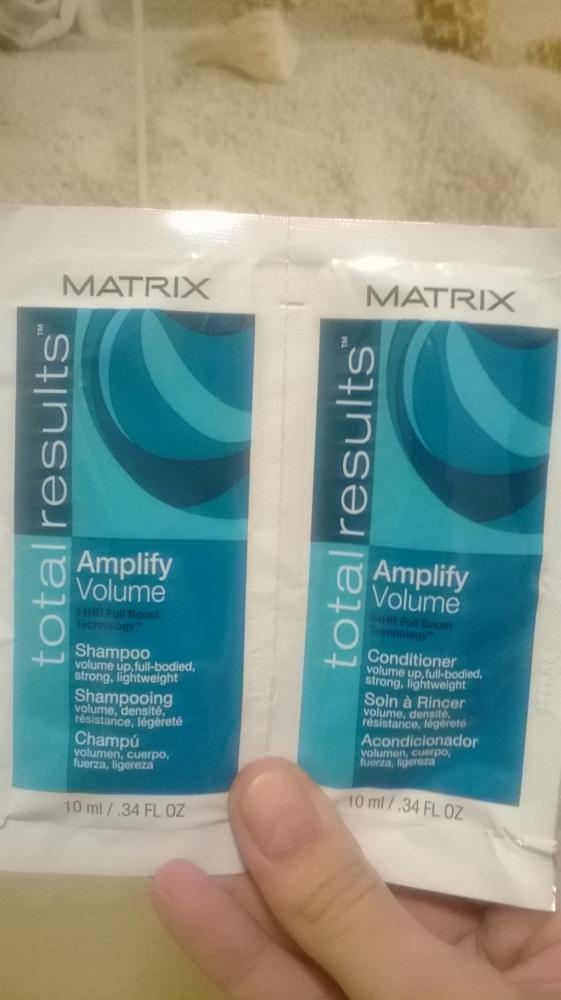 MATRIX
total results™
Amplify
Volume
24HR Full Boost
Technology™
Shampoo
volume up,full-bodied,
strong, lightweight
Shampooing
volume, densité,
résistance, légèreté
Champú
volumen, cuerpo,
fuerza, ligereza
10 ml / .34 FL OZ
MATRIX
total results™
Amplify
Volume
24HR Full Boost
Technology™
Conditioner
volume up,full-bodied,
strong, lightweight
Soin à Rincer
volume, densité,
résistance, légèreté
Acondicionador
volumen, cuerpo,
fuerza, ligereza
10 ml / .34 FL OZ